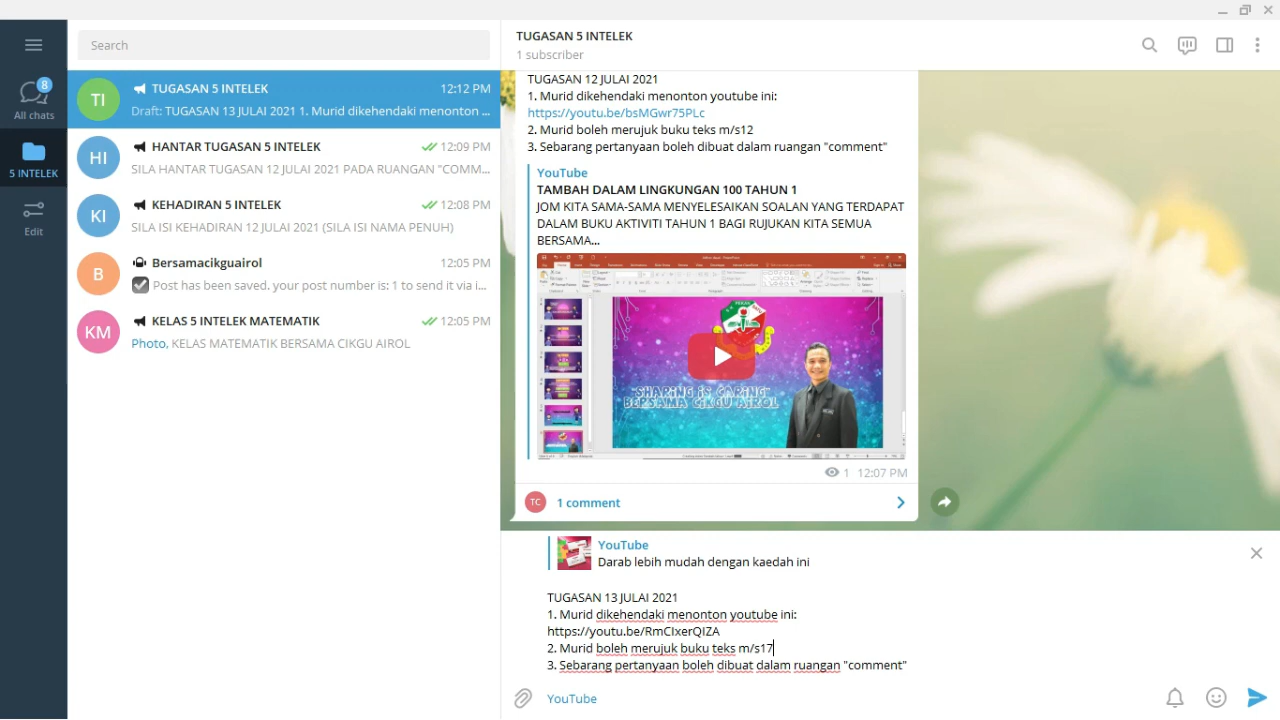 Search
8
All chats
5 INTELEK
Edit
TI
TUGASAN 5 INTELEK
12:12 PM
Draft: TUGASAN 13 JULAI 2021 1. Murid dikehendaki menonton ...
HI
HANTAR TUGASAN 5 INTELEK
12:09 PM
SILA HANTAR TUGASAN 12 JULAI 2021 PADA RUANGAN "COMM...
KI
KEHADIRAN 5 INTELEK
12:08 PM
SILA ISI KEHADIRAN 12 JULAI 2021 (SILA ISI NAMA PENUH)
B
Bersamacikguairol
12:05 PM
Post has been saved, your post number is: 1 to send it via i...
KM
KELAS 5 INTELEK MATEMATIK
12:05 PM
Photo, KELAS MATEMATIK BERSAMA CIKGU AIROL
TUGASAN 5 INTELEK
1 subscriber
TUGASAN 12 JULAI 2021
1. Murid dikehendaki menonton youtube ini:
https://youtu.be/bsMGwr75PLc
2. Murid boleh merujuk buku teks m/s12
3. Sebarang pertanyaan boleh dibuat dalam ruangan "comment"
YouTube
TAMBAH DALAM LINGKUNGAN 100 TAHUN 1
JOM KITA SAMA-SAMA MENYELESAIKAN SOALAN YANG TERDAPAT
DALAM BUKU AKTIVITI TAHUN 1 BAGI RUJUKAN KITA SEMUA
BERSAMA...
"SHARING IS CARING"
BERSAMA CIKGU AIROL
1 12:07 PM
TC
1 comment
YouTube
Darab lebih mudah dengan kaedah ini
TUGASAN 13 JULAI 2021
1. Murid dikehendaki menonton youtube ini:
https://youtu.be/RmCIxerQIZA
2. Murid boleh merujuk buku teks m/s17
3. Sebarang pertanyaan boleh dibuat dalam ruangan "comment"
YouTube